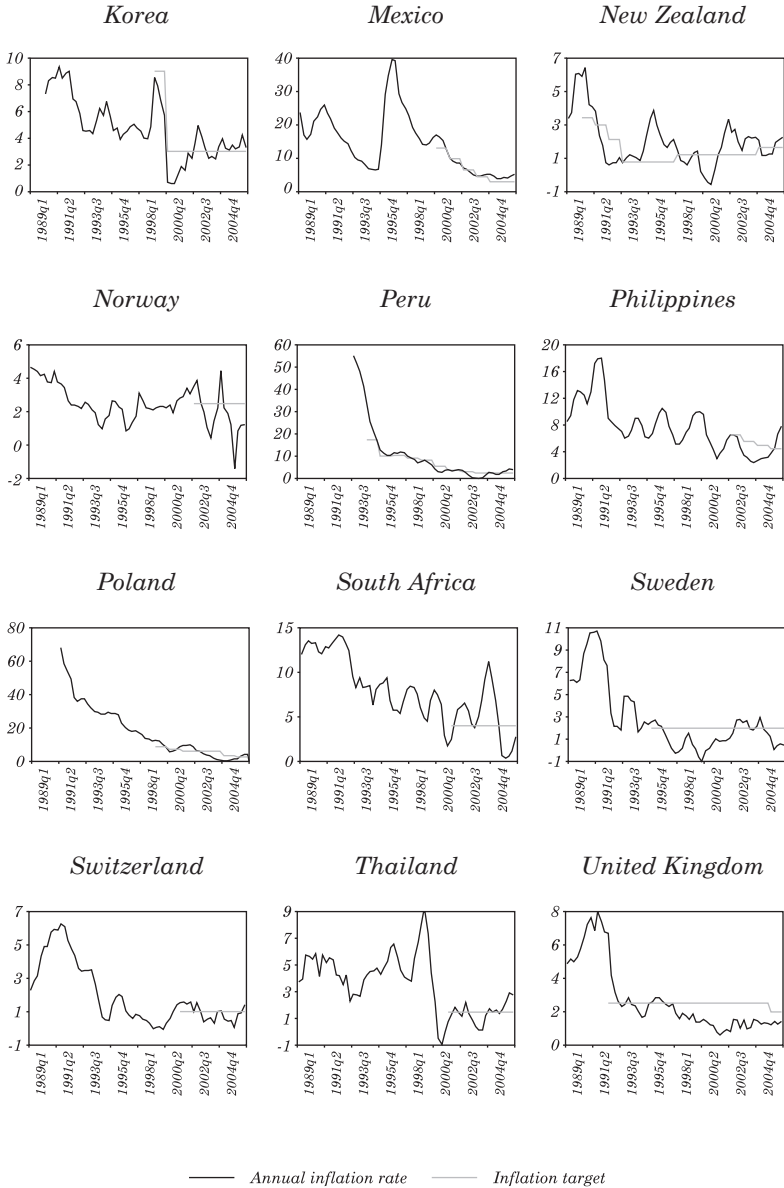 Korea Mexico New Zealand
10 8 6 4 2 0
40 30 20 10 0
7 5 3 1 -1
1989q1 1991q2 1993q3 1995q4 1998q1 2000q2 2002q3 2004q4
1989q1 1991q2 1993q3 1995q4 1998q1 2000q2 2002q3 2004q4
1989q1 1991q2 1993q3 1995q4 1998q1 2000q2 2002q3 2004q4
Norway Peru Philippines
6 4 2 0 -2
60 50 40 30 20 10 0
20 16 12 8 4 0
1989q1 1991q2 1993q3 1995q4 1998q1 2000q2 2002q3 2004q4
1989q1 1991q2 1993q3 1995q4 1998q1 2000q2 2002q3 2004q4
1989q1 1991q2 1993q3 1995q4 1998q1 2000q2 2002q3 2004q4
Poland South Africa Sweden
80 60 40 20 0
15 10 5 0
11 9 7 5 3 1 -1
1989q1 1991q2 1993q3 1995q4 1998q1 2000q2 2002q3 2004q4
1989q1 1991q2 1993q3 1995q4 1998q1 2000q2 2002q3 2004q4
1989q1 1991q2 1993q3 1995q4 1998q1 2000q2 2002q3 2004q4
Switzerland Thailand United Kingdom
7 5 3 1 -1
9 7 5 3 1 -1
8 6 4 2 0
1989q1 1991q2 1993q3 1995q4 1998q1 2000q2 2002q3 2004q4
1989q1 1991q2 1993q3 1995q4 1998q1 2000q2 2002q3 2004q4
1989q1 1991q2 1993q3 1995q4 1998q1 2000q2 2002q3 2004q4
Annual inflation rate Inflation target